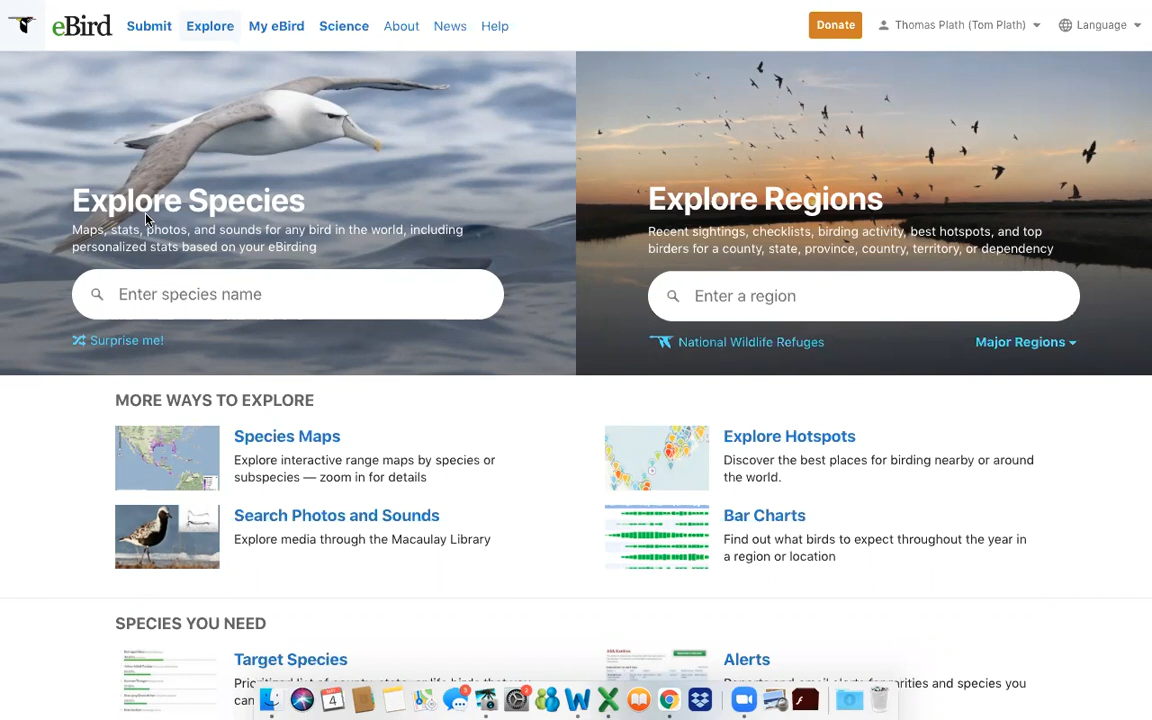 eBird Submit Explore My eBird Science About News Help Donate Thomas Plath (Tom Plath) Language
Explore Species
Maps, stats, photos, and sounds for any bird in the world, including
personalized stats based on your eBirding
Enter species name
Surprise me!
Explore Regions
Recent sightings, checklists, birding activity, best hotspots, and top
birders for a county, state, province, country, territory, or dependency
Enter a region
National Wildlife Refuges
Major Regions
MORE WAYS TO EXPLORE
Species Maps
Explore interactive range maps by species or
subspecies — zoom in for details
Explore Hotspots
Discover the best places for birding nearby or around
the world.
Search Photos and Sounds
Explore media through the Macaulay Library
Bar Charts
Find out what birds to expect throughout the year in
a region or location
SPECIES YOU NEED
Target Species
Alerts